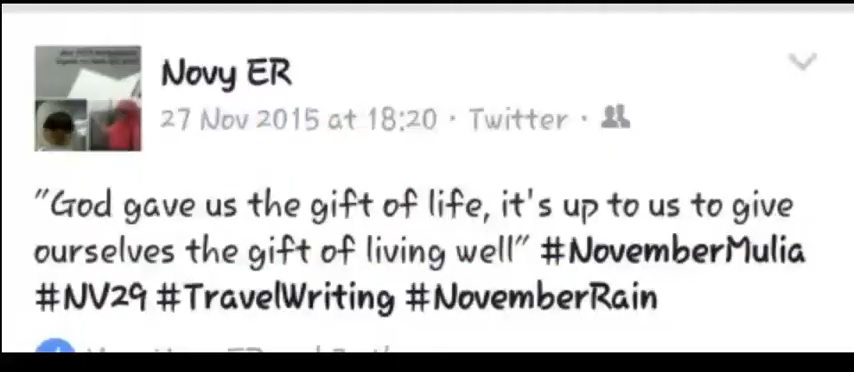 Novy ER
27 Nov 2015 at 18:20 · Twitter ·
"God gave us the gift of life, it's up to us to give
ourselves the gift of living well" #NovemberMulia
#NV29 #TravelWriting #NovemberRain